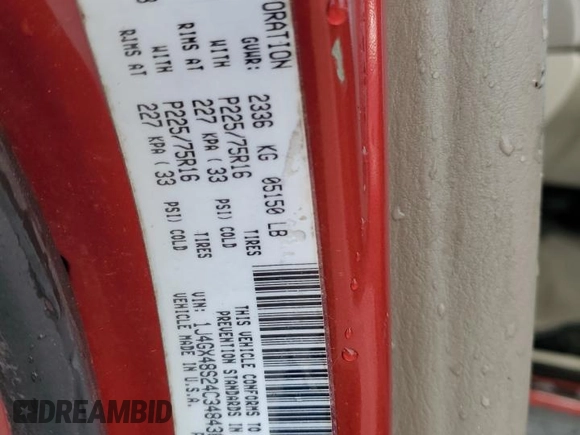 ORATION
GVWR: 2336 KG 05150 LB
WITH P225/75R16 TIRES
RIMS AT 227 KPA ( 33 PSI) COLD
WITH P225/75R16 TIRES
RIMS AT 227 KPA ( 33 PSI) COLD
THIS VEHICLE CONFORMS TO
PREVENTION STANDARDS IN
VIN: 1J4GX48S24C34843
VEHICLE MADE IN U.S.A.
DREAMBID